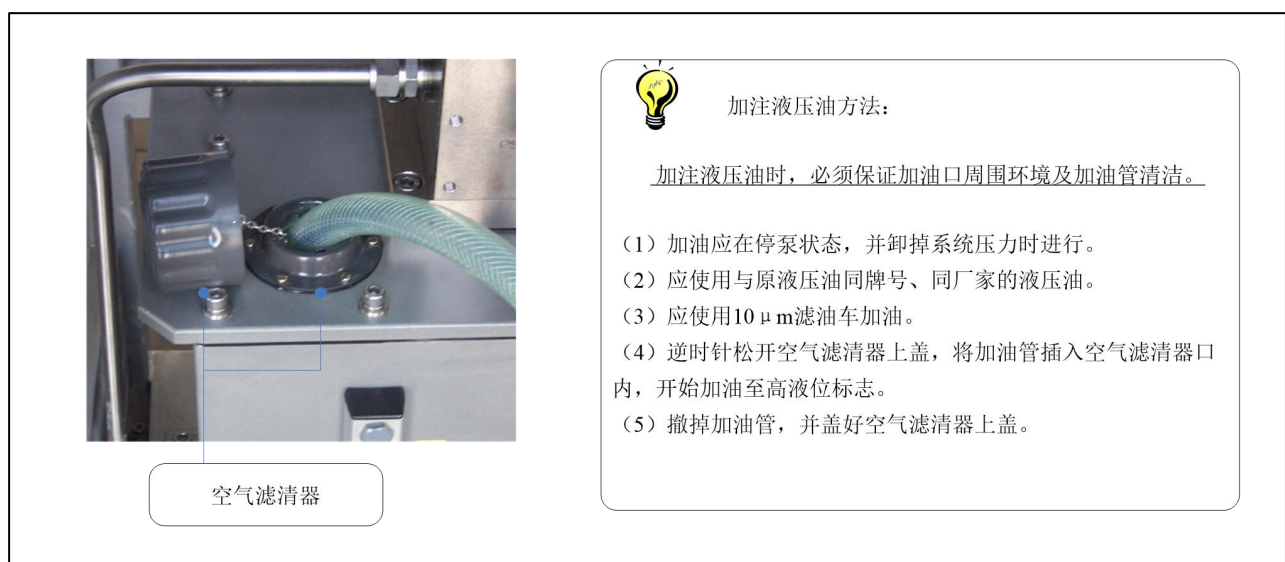 加注液压油方法:
加注液压油时，必须保证加油口周围环境及加油管清洁。
（1）加油应在停泵状态，并卸掉系统压力时进行。
（2）应使用与原液压油同牌号、同厂家的液压油。
（3）应使用10μm滤油车加油。
（4）逆时针松开空气滤清器上盖，将加油管插入空气滤清器口
内，开始加油至高液位标志。
（5）撤掉加油管，并盖好空气滤清器上盖。
空气滤清器